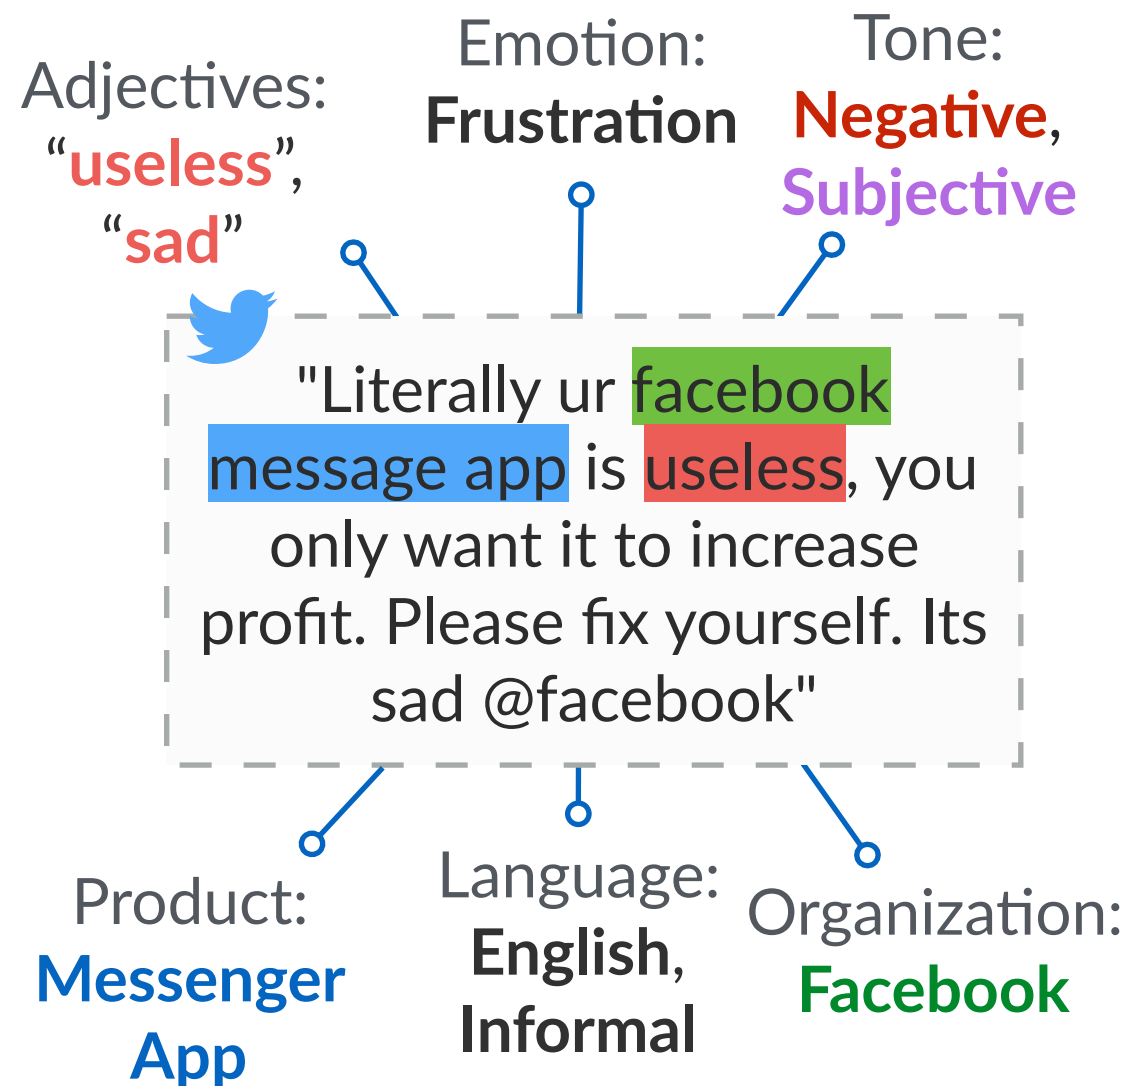 Adjectives:
“useless”,
“sad”
Emotion:
Frustration
Tone:
Negative,
Subjective
"Literally ur facebook
message app is useless, you
only want it to increase
profit. Please fix yourself. Its
sad @facebook"
Product:
Messenger
App
Language:
English,
Informal
Organization:
Facebook